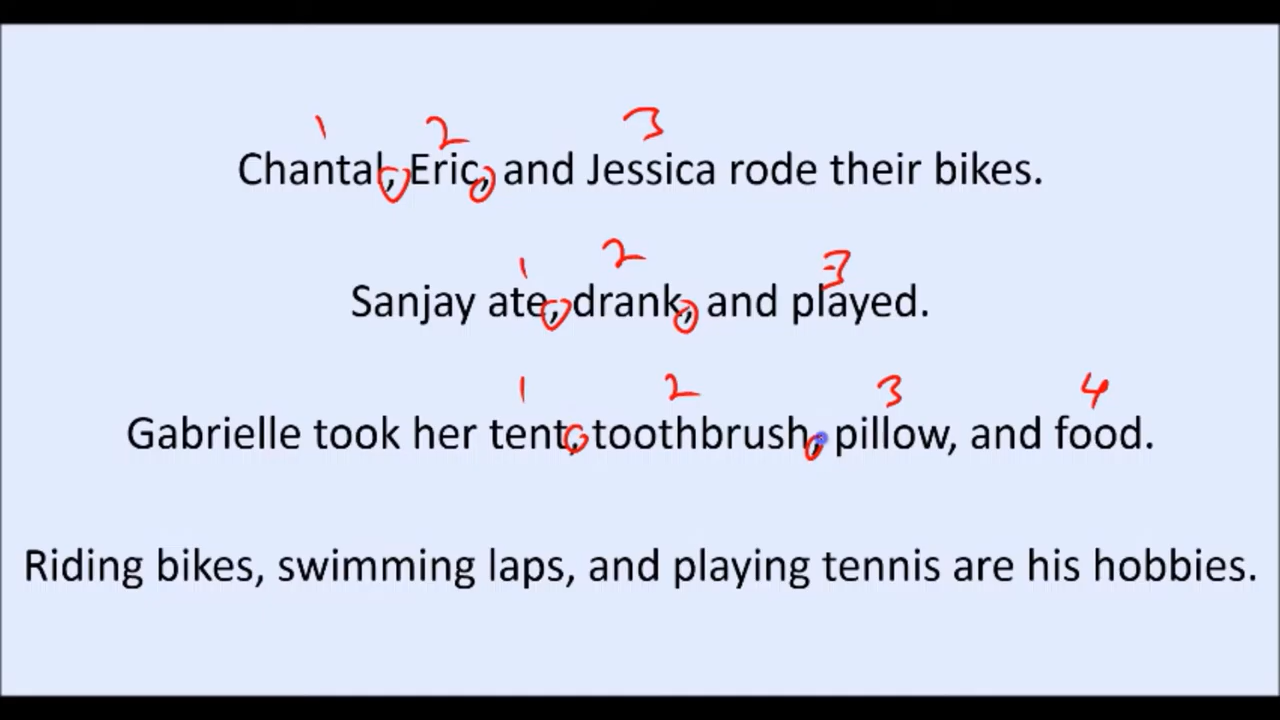 1 2 3
Chantal, Eric, and Jessica rode their bikes.
1 2 3
Sanjay ate, drank, and played.
1 2 3 4
Gabrielle took her tent, toothbrush, pillow, and food.
Riding bikes, swimming laps, and playing tennis are his hobbies.